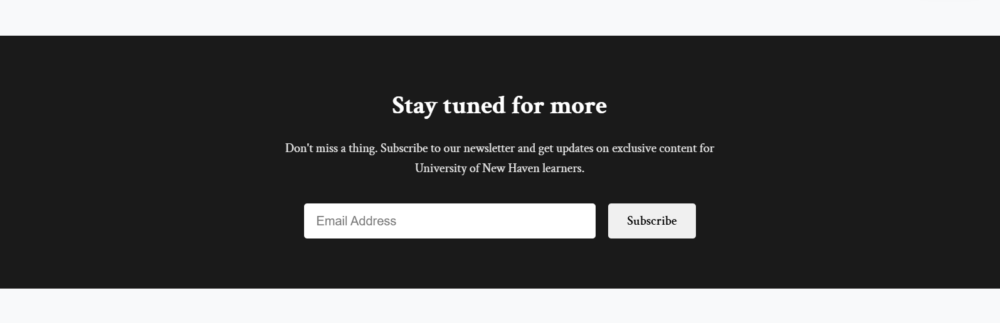 Stay tuned for more
Don't miss a thing. Subscribe to our newsletter and get updates on exclusive content for
University of New Haven learners.
Email Address
Subscribe